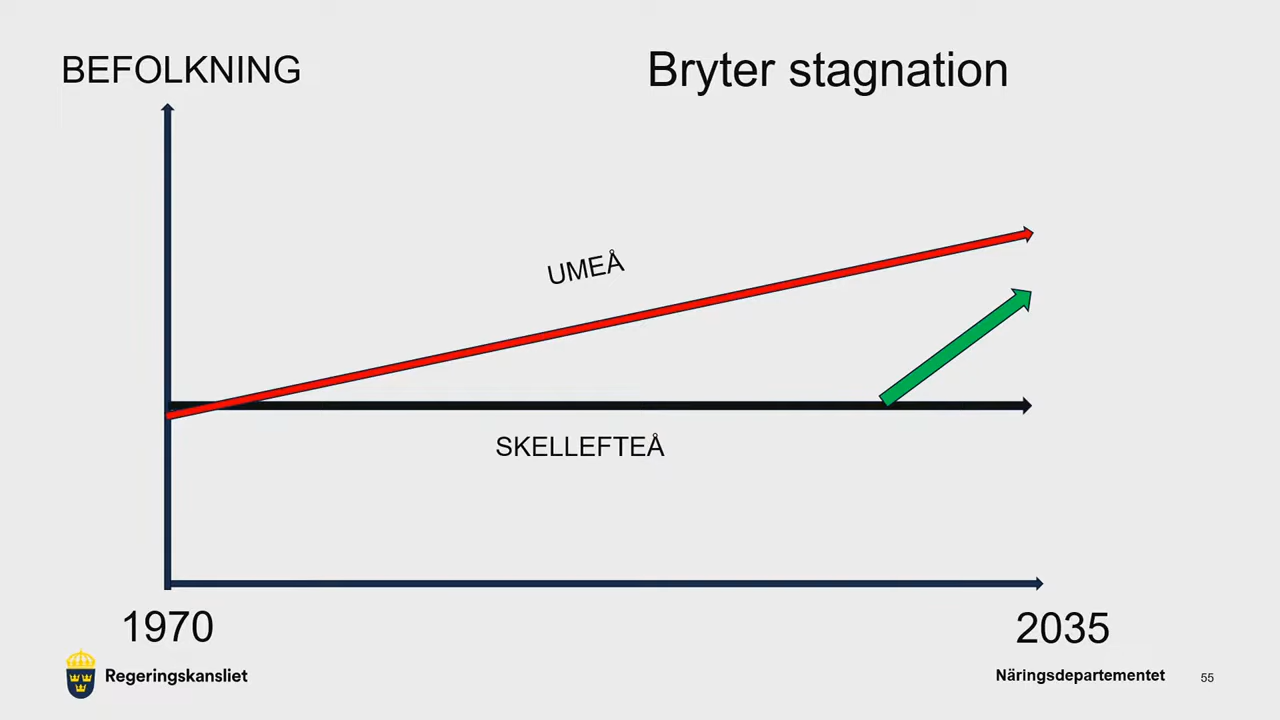 BEFOLKNING
Bryter stagnation
UMEÅ
SKELLEFTEÅ
1970
2035
Regeringskansliet
Näringsdepartementet
55